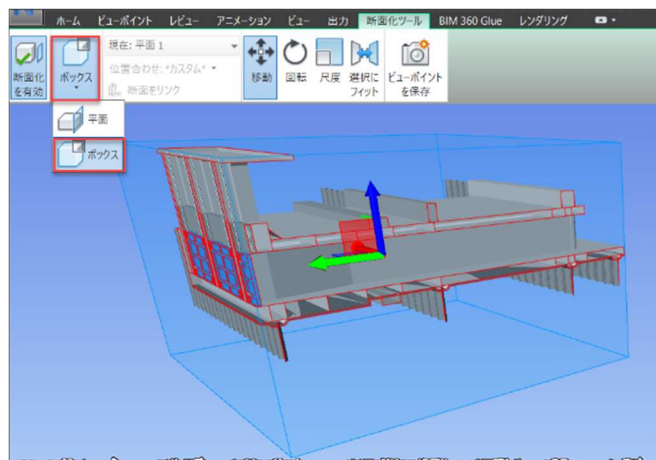 ホーム ビューポイント レビュー アニメーション ビュー 出力 断面化ツール BIM 360 Glue レンダリング
断面化を有効
ボックス
現在: 平面 1
位置合わせ: *カスタム*
断面をリンク
移動
回転
尺度
選択にフィット
ビューポイントを保存
平面
ボックス